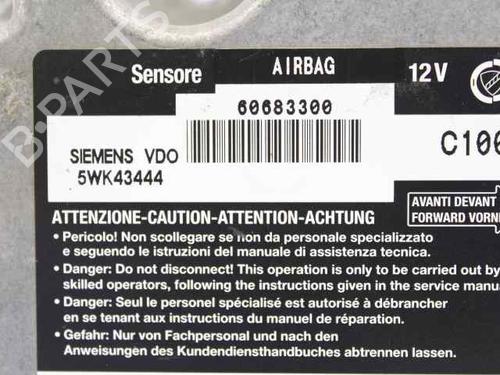 Sensore AIRBAG 12V
60683300
SIEMENS VDO
5WK43444
C100
AVANTI DEVANT
FORWARD VORNE
ATTENZIONE-CAUTION-ATTENTION-ACHTUNG
• Pericolo! Non scollegare se non da personale specializzato
e seguendo le istruzioni del manuale di assistenza tecnica.
• Danger: Do not disconnect! This operation is only to be carried out by
skilled operators, following the instructions given in the service manua
• Danger: Seul le personel spécialisé est autorisé à débrancher
en se tenant aux instructions du manuel de réparation.
• Gefahr: Nur von Fachpersonal und nach den
Anweisungen des Kundendiensthandbuches abtrennen lassen.
B-PARTS